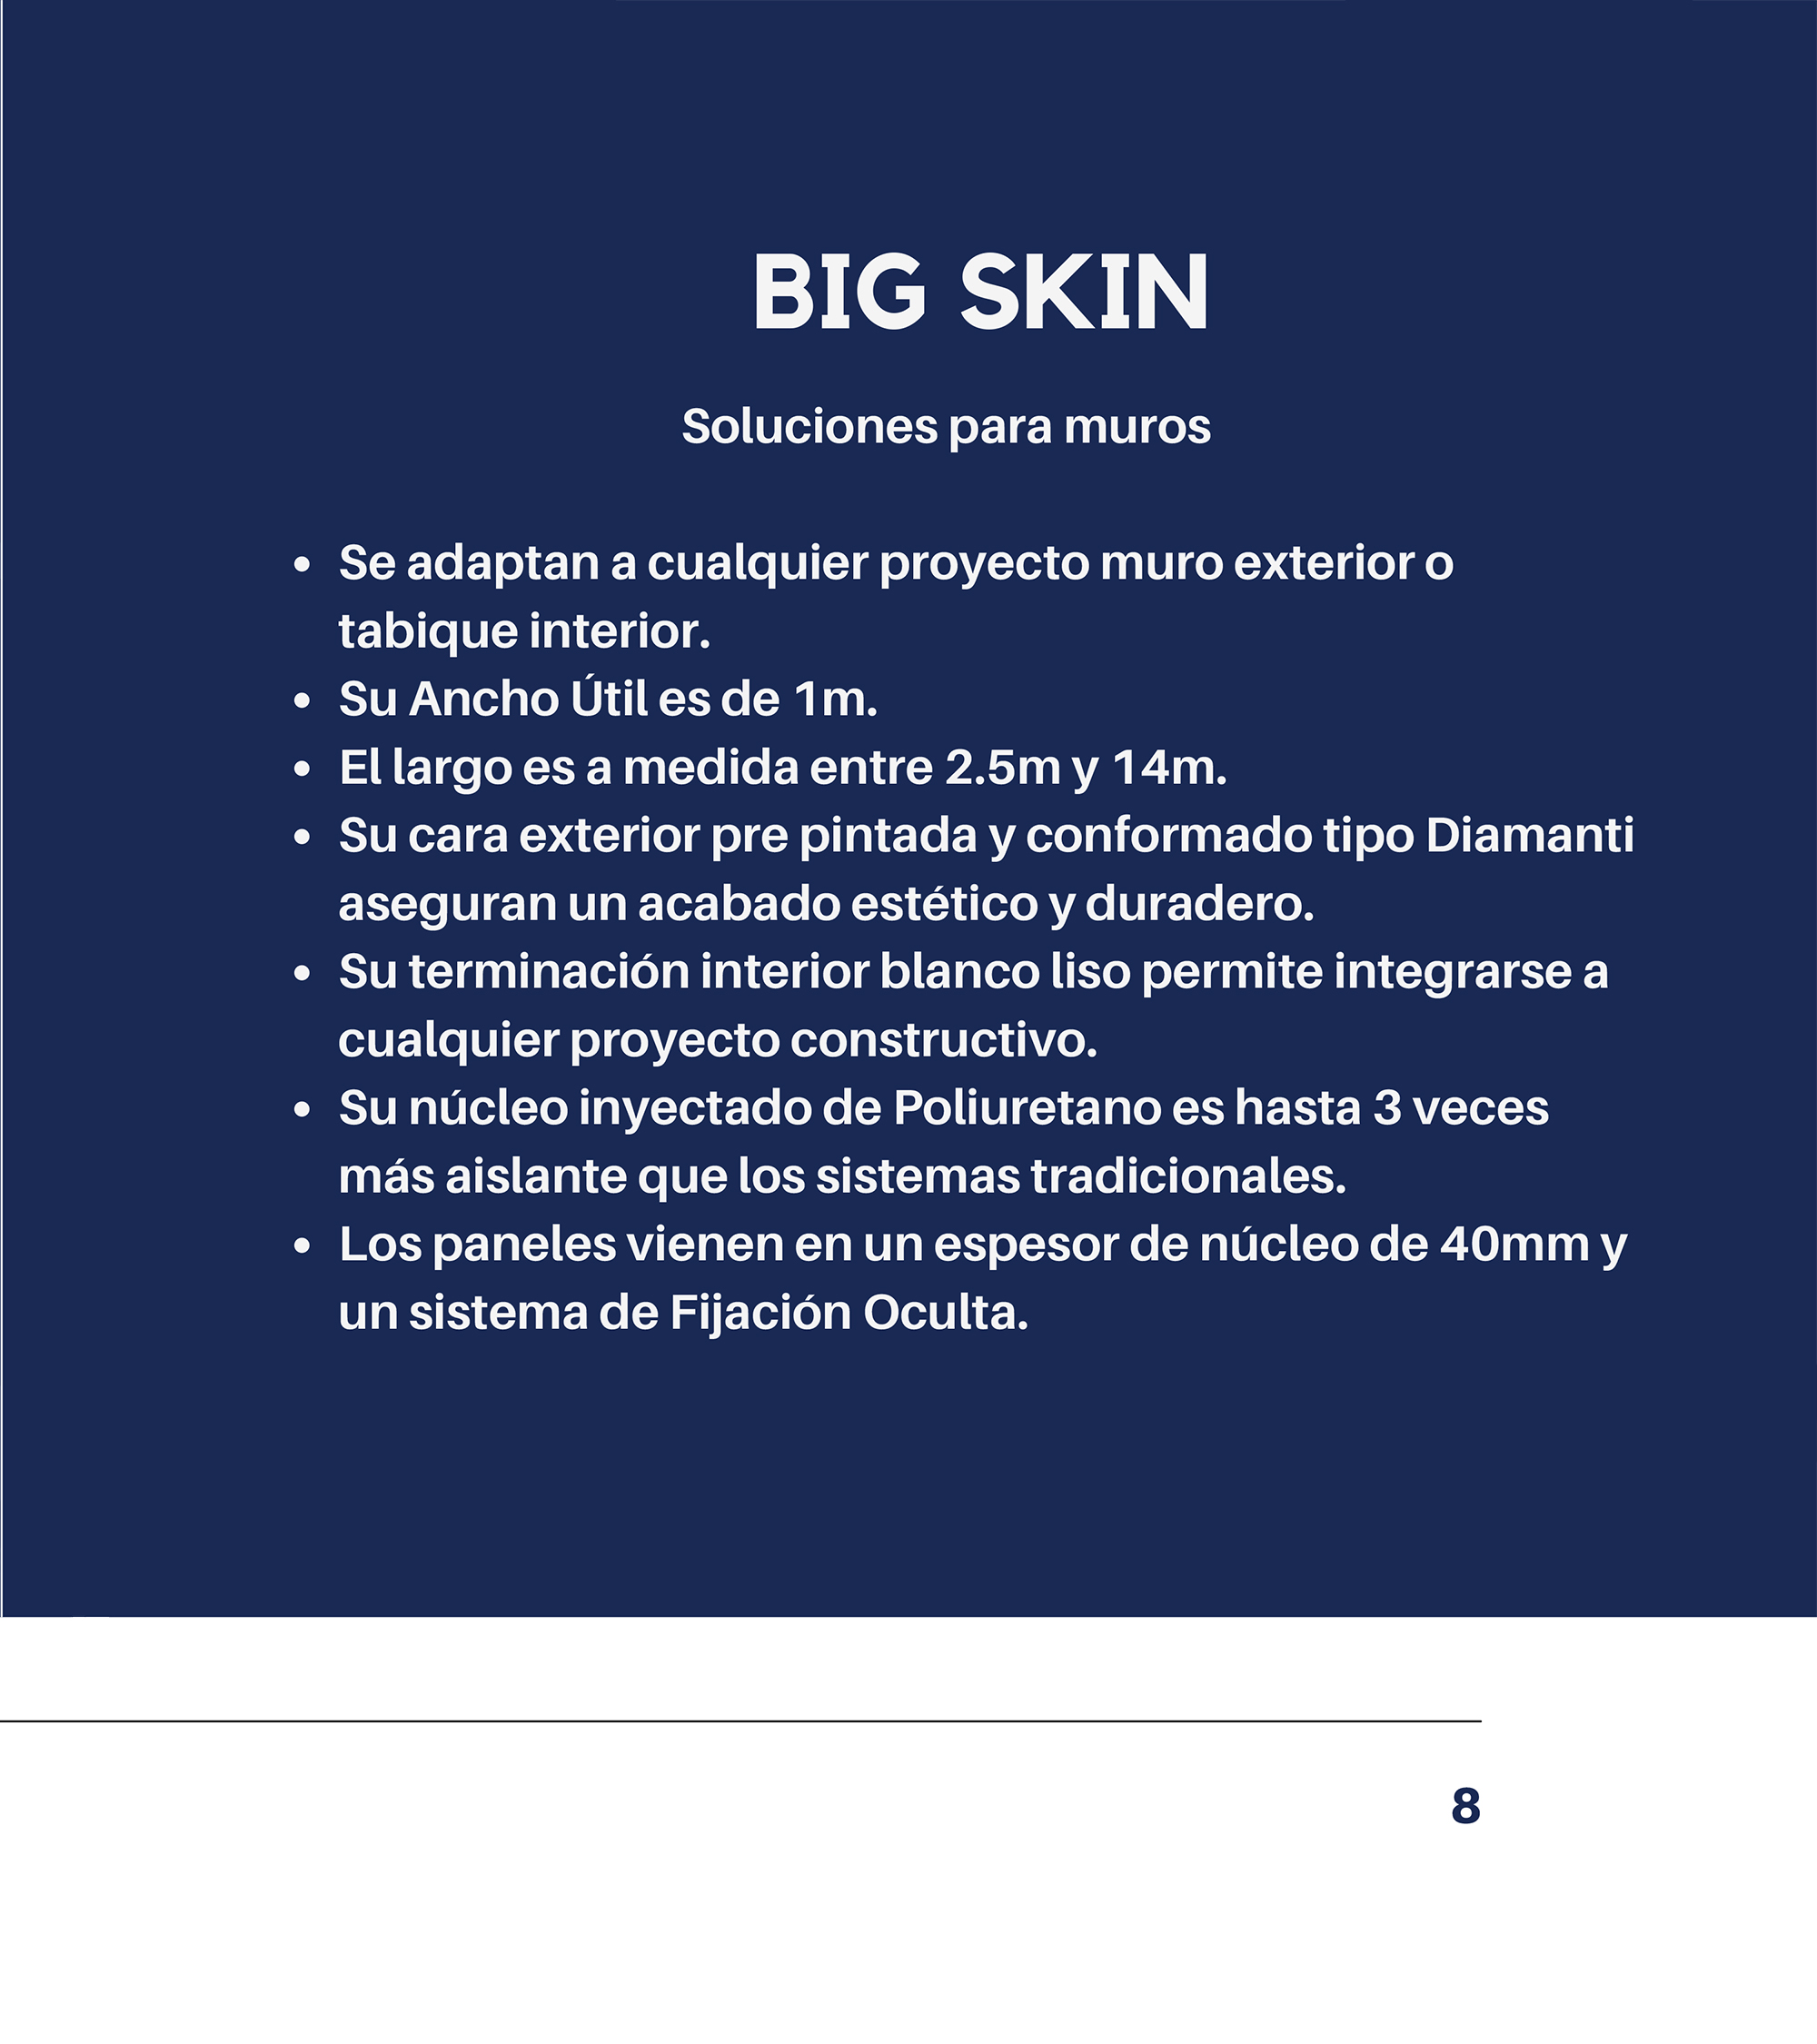 BIG SKIN
Soluciones para muros
• Se adaptan a cualquier proyecto muro exterior o
tabique interior.
• Su Ancho Útil es de 1m.
• El largo es a medida entre 2.5m y 14m.
• Su cara exterior pre pintada y conformado tipo Diamanti
aseguran un acabado estético y duradero.
• Su terminación interior blanco liso permite integrarse a
cualquier proyecto constructivo.
• Su núcleo inyectado de Poliuretano es hasta 3 veces
más aislante que los sistemas tradicionales.
• Los paneles vienen en un espesor de núcleo de 40mm y
un sistema de Fijación Oculta.
8